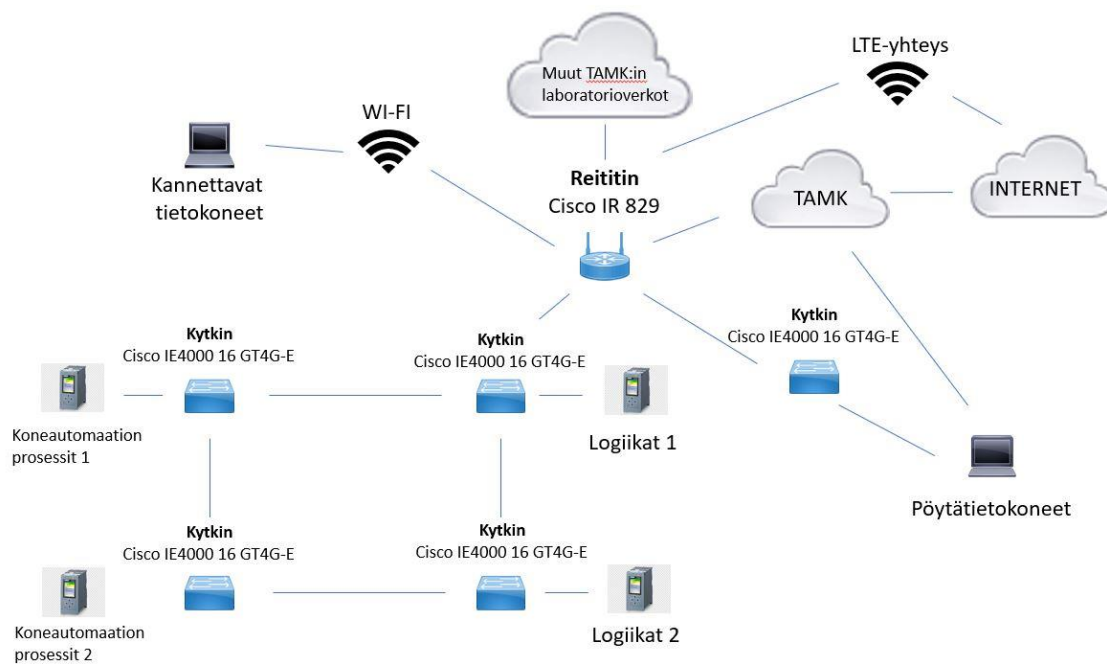 LTE-yhteys
Muut TAMK:in
laboratorioverkot
WI-FI
Kannettavat
tietokoneet
Reititin
Cisco IR 829
TAMK
INTERNET
Kytkin
Cisco IE4000 16 GT4G-E
Kytkin
Cisco IE4000 16 GT4G-E
Kytkin
Cisco IE4000 16 GT4G-E
Koneautomaation
prosessit 1
Logiikat 1
Pöytätietokoneet
Kytkin
Cisco IE4000 16 GT4G-E
Kytkin
Cisco IE4000 16 GT4G-E
Koneautomaation
prosessit 2
Logiikat 2